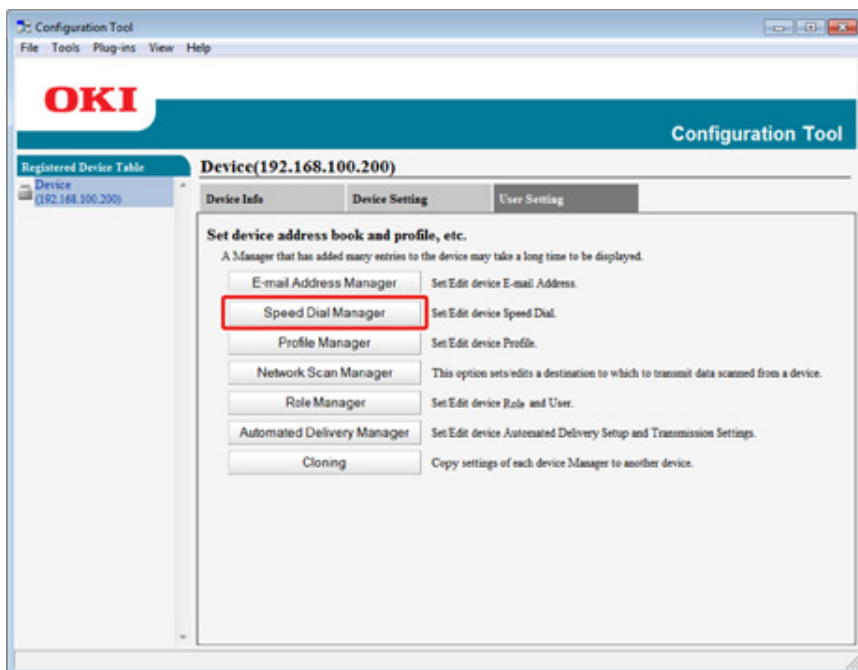 Configuration Tool
File Tools Plug-ins View Help
OKI
Configuration Tool
Registered Device Table
Device
(192.168.100.200)
Device(192.168.100.200)
Device Info Device Setting User Setting
Set device address book and profile, etc.
A Manager that has added many entries to the device may take a long time to be displayed.
E-mail Address Manager Set/Edit device E-mail Address.
Speed Dial Manager Set/Edit device Speed Dial.
Profile Manager Set/Edit device Profile.
Network Scan Manager This option sets/edits a destination to which to transmit data scanned from a device.
Role Manager Set/Edit device Role and User.
Automated Delivery Manager Set/Edit device Automated Delivery Setup and Transmission Settings.
Cloning Copy settings of each device Manager to another device.